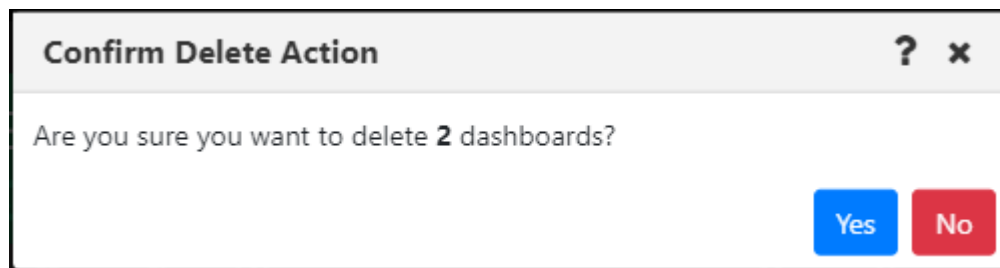 Confirm Delete Action ? ×
Are you sure you want to delete 2 dashboards?
Yes No